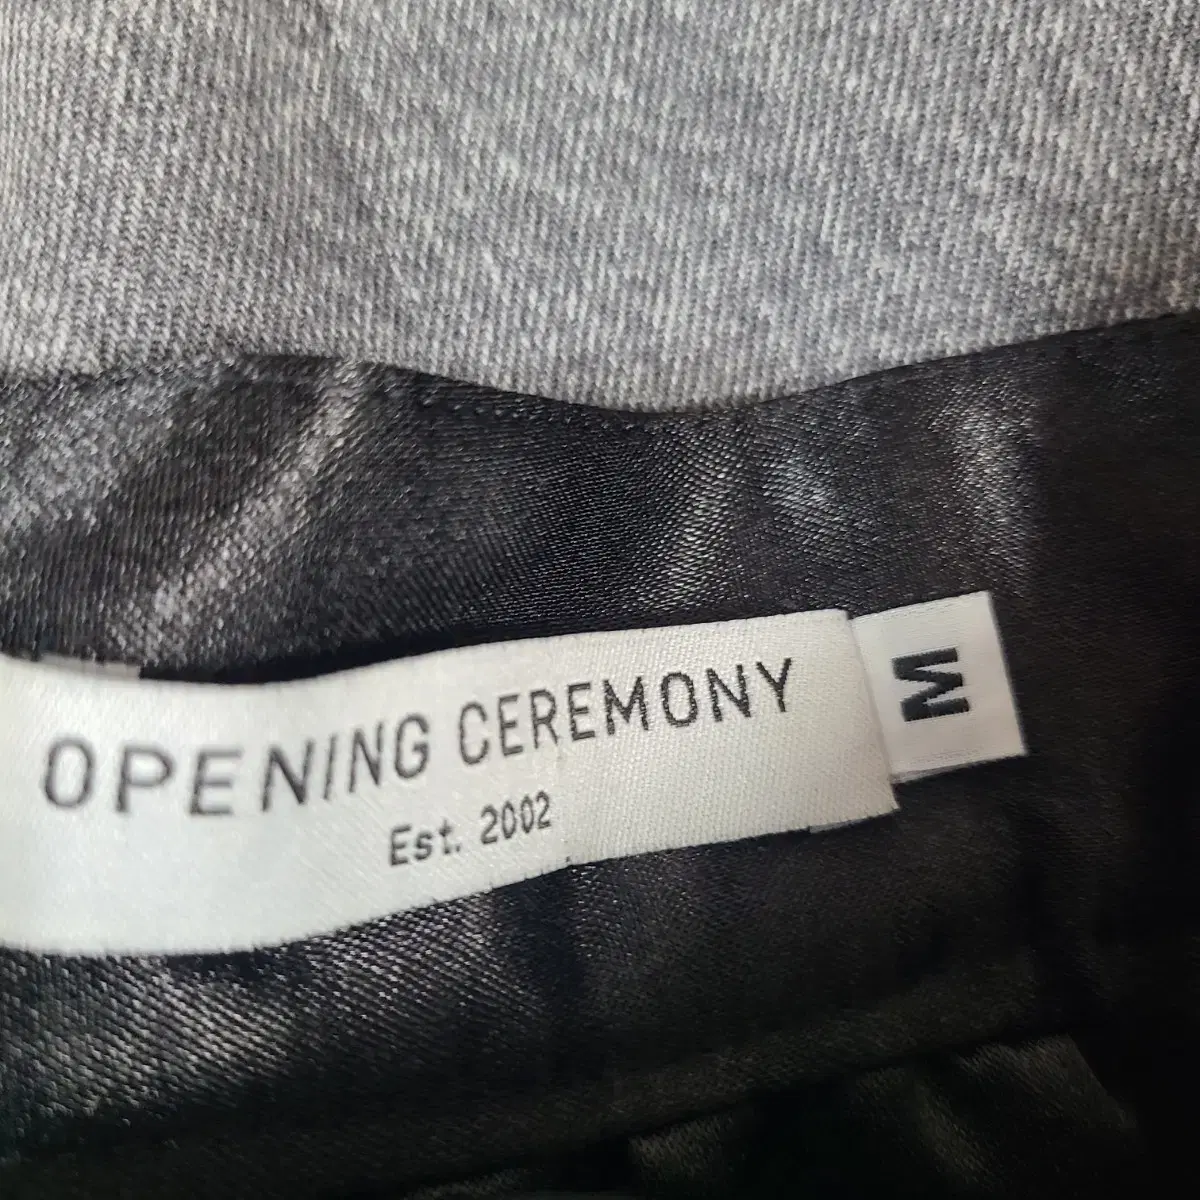 OPENING CEREMONY
Est. 2002
M